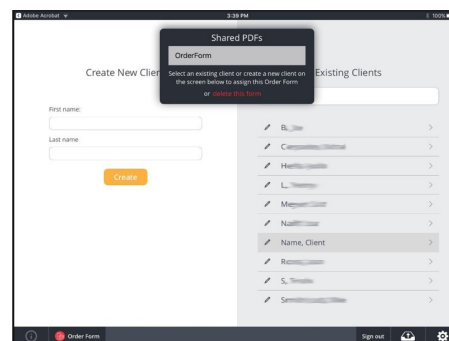 Adobe Acrobat
3:39 PM
100%
Shared PDFs
OrderForm
Select an existing client or create a new client on
the screen below to assign this Order Form
or delete this form
Create New
Existing Clients
First name:
Last name
Create
Name, Client
Order Form
Sign out